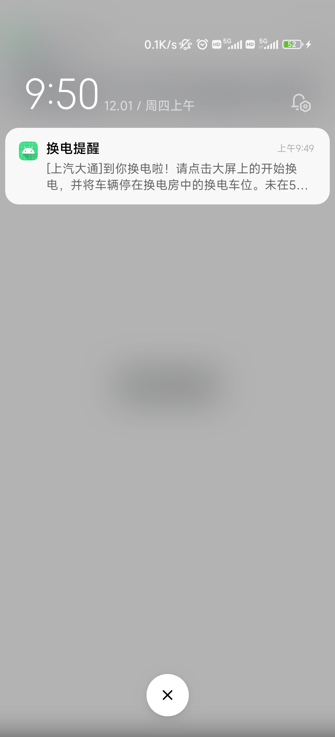 0.1K/s 5G 5G
9:50 12.01 / 周四上午
换电提醒 上午9:49
[上汽大通]到你换电啦！请点击大屏上的开始换
电，并将车辆停在换电房中的换电车位。未在5...